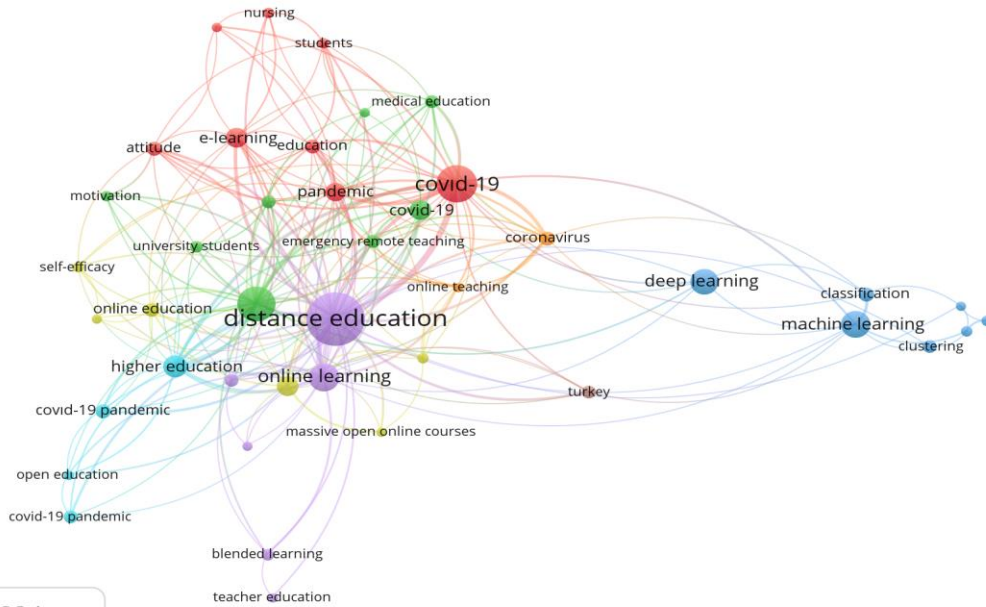 nursing
students
medical education
e-learning
education
attitude
covıd-19
pandemic
motivation
covid-19
university students
emergency remote teaching
coronavirus
self-efficacy
deep learning
online teaching
classification
online education
distance education
machine learning
clustering
higher education
online learning
turkey
covıd-19 pandemic
massive open online courses
open education
covid-19 pandemic
blended learning
teacher education